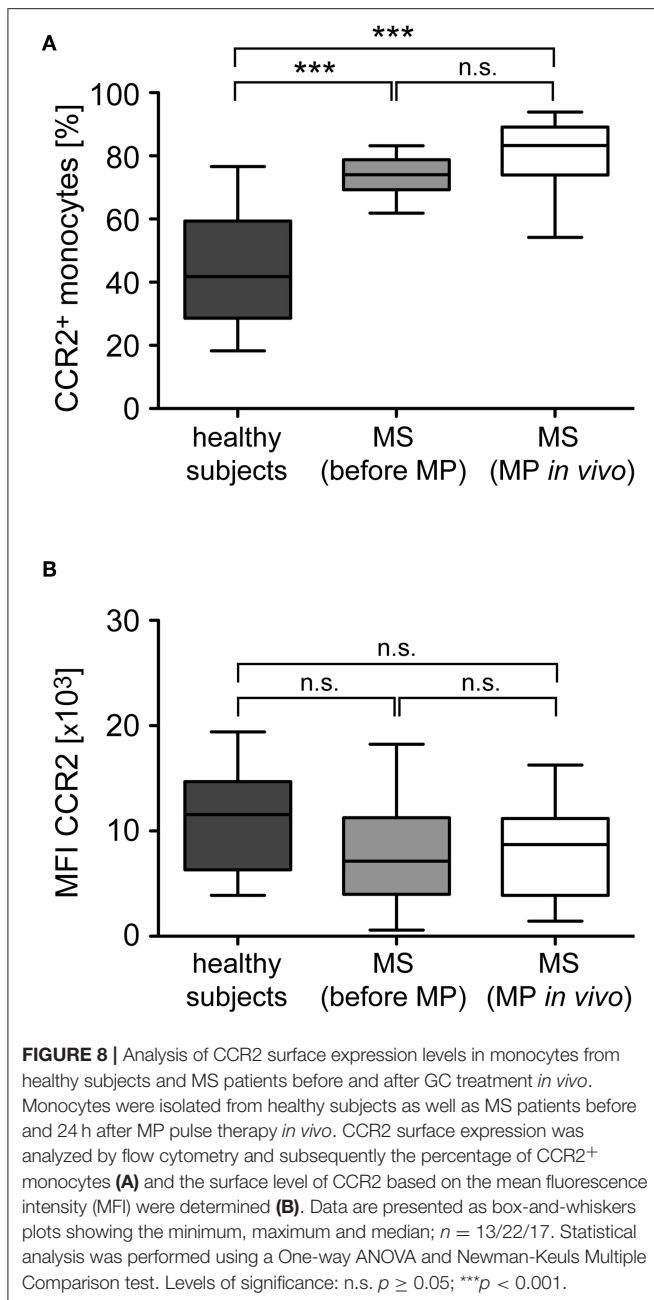 A
***
***
n.s.
100
80
60
40
20
0
CCR2+ monocytes [%]
healthy subjects
MS (before MP)
MS (MP in vivo)
B
n.s.
n.s.
n.s.
30
20
10
0
MFI CCR2 [x10³]
healthy subjects
MS (before MP)
MS (MP in vivo)
FIGURE 8 | Analysis of CCR2 surface expression levels in monocytes from
healthy subjects and MS patients before and after GC treatment in vivo.
Monocytes were isolated from healthy subjects as well as MS patients before
and 24 h after MP pulse therapy in vivo. CCR2 surface expression was
analyzed by flow cytometry and subsequently the percentage of CCR2+
monocytes (A) and the surface level of CCR2 based on the mean fluorescence
intensity (MFI) were determined (B). Data are presented as box-and-whiskers
plots showing the minimum, maximum and median; n = 13/22/17. Statistical
analysis was performed using a One-way ANOVA and Newman-Keuls Multiple
Comparison test. Levels of significance: n.s. p ≥ 0.05; ***p < 0.001.